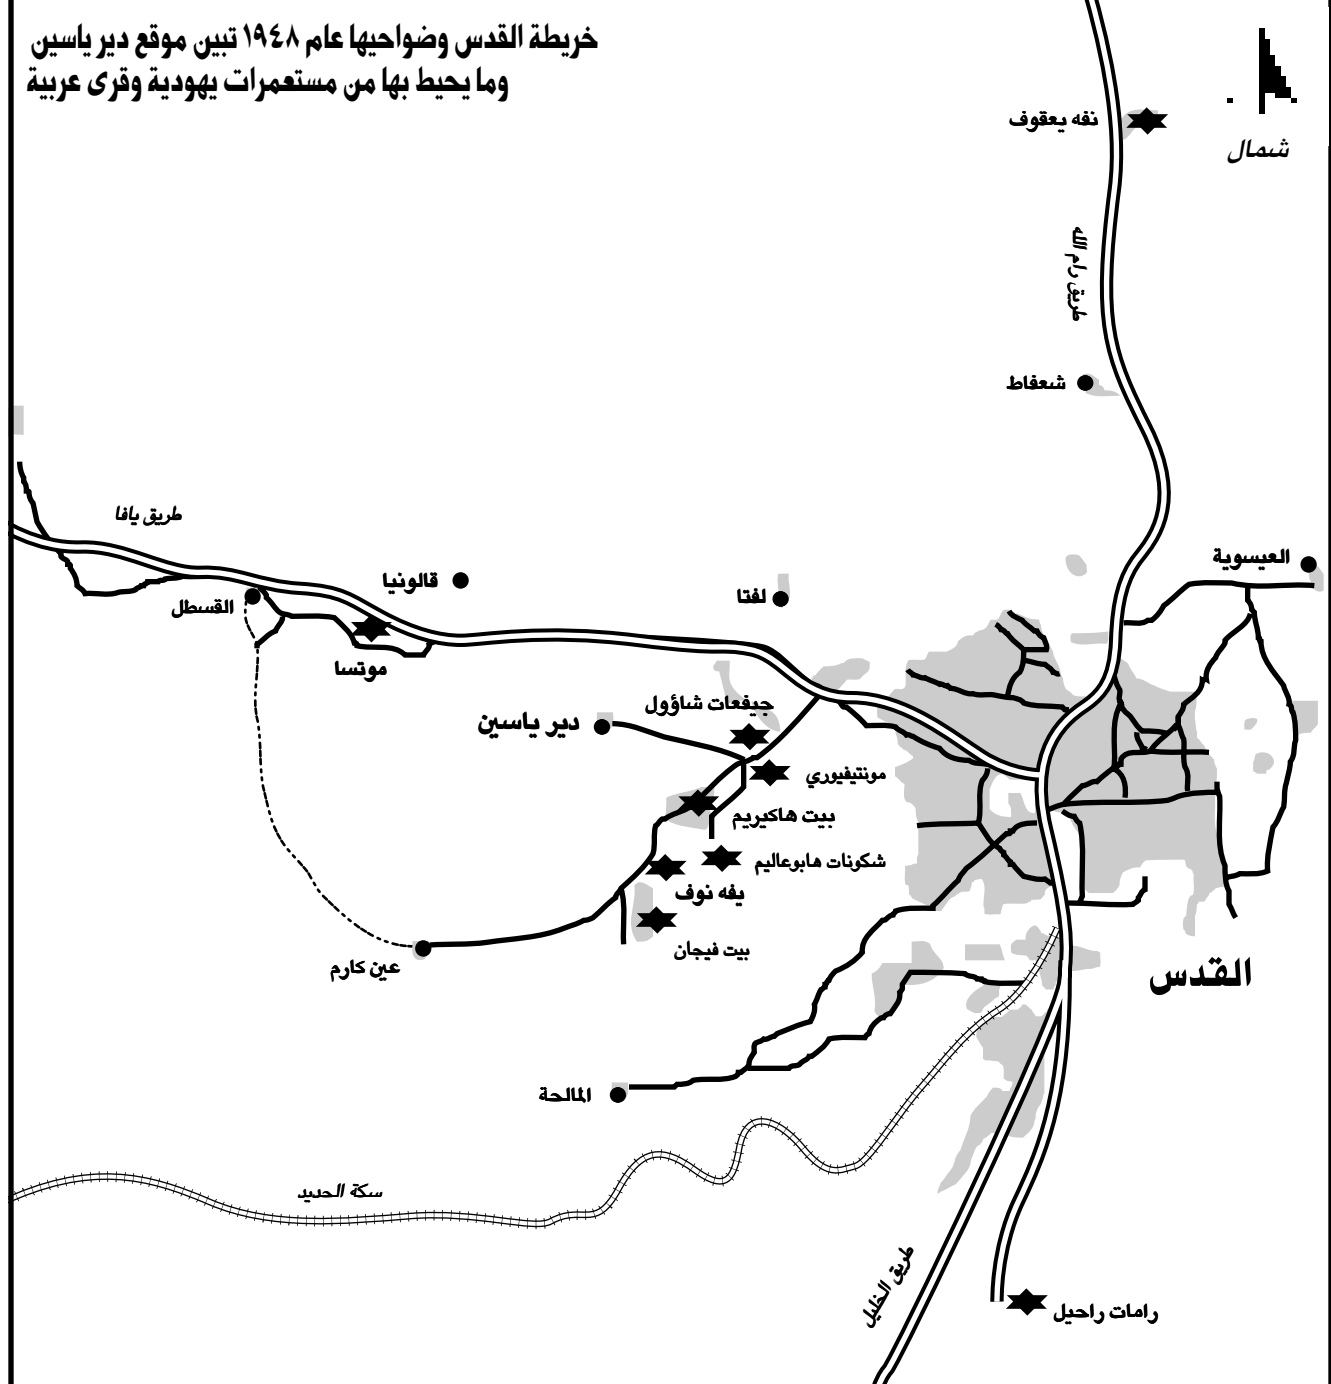 خريطة القدس وضواحيها عام ١٩٤٨ تبين موقع دير ياسين
وما يحيط بها من مستعمرات يهودية وقرى عربية
نفه يعقوف
شمال
طريق رام الله
شعفاط
طريق يافا
العيسوية
قالونيا
لفتا
القسطل
موتسا
جيفعات شاؤول
دير ياسين
مونتيفيوري
بيت هاكيريم
شكونات هابوعاليم
يفه نوف
بيت فيجان
عين كارم
القدس
المالحة
سكة الحديد
طريق الخليل
رامات راحيل